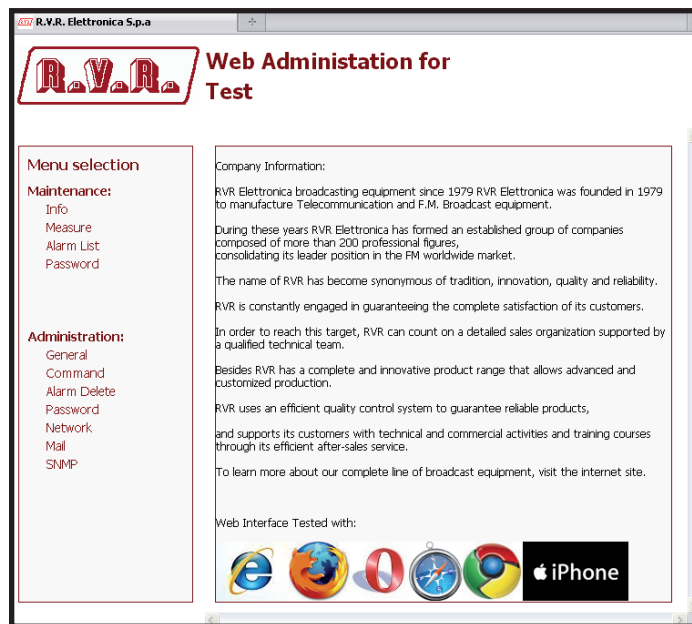 R.V.R. Elettronica S.p.a
R.V.R.
Web Administation for
Test
Menu selection
Maintenance:
Info
Measure
Alarm List
Password
Administration:
General
Command
Alarm Delete
Password
Network
Mail
SNMP
Company Information:
RVR Elettronica broadcasting equipment since 1979 RVR Elettronica was founded in 1979
to manufacture Telecommunication and F.M. Broadcast equipment.
During these years RVR Elettronica has formed an established group of companies
composed of more than 200 professional figures,
consolidating its leader position in the FM worldwide market.
The name of RVR has become synonymous of tradition, innovation, quality and reliability.
RVR is constantly engaged in guaranteeing the complete satisfaction of its customers.
In order to reach this target, RVR can count on a detailed sales organization supported by
a qualified technical team.
Besides RVR has a complete and innovative product range that allows advanced and
customized production.
RVR uses an efficient quality control system to guarantee reliable products,
and supports its customers with technical and commercial activities and training courses
through its efficient after-sales service.
To learn more about our complete line of broadcast equipment, visit the internet site.
Web Interface Tested with:
iPhone